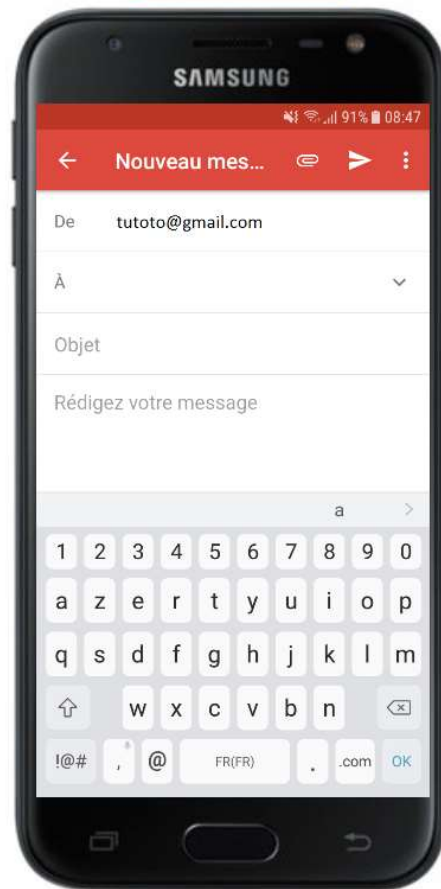 SAMSUNG
91% 08:47
Nouveau mes...
De tutoto@gmail.com
À
Objet
Rédigez votre message
a
1 2 3 4 5 6 7 8 9 0
a z e r t y u i o p
q s d f g h j k l m
w x c v b n
!@# , @ FR(FR) . .com OK